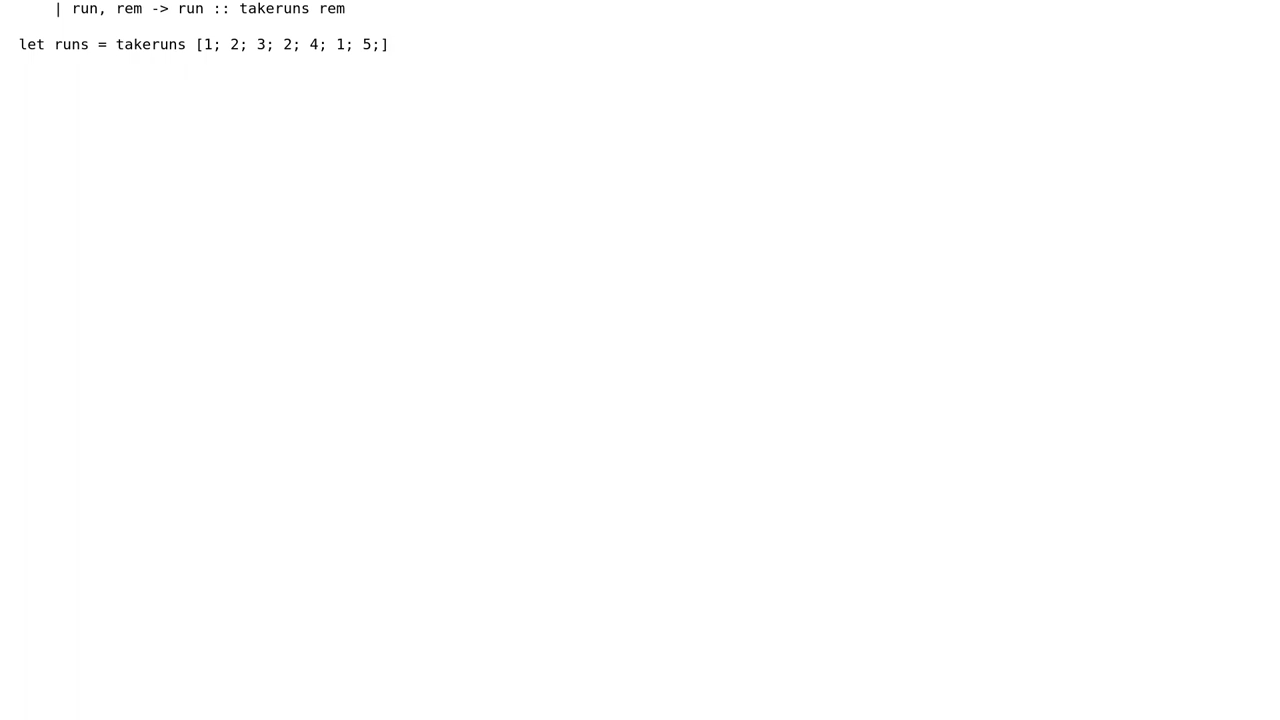 | run, rem -> run :: takeruns rem
let runs = takeruns [1; 2; 3; 2; 4; 1; 5;]